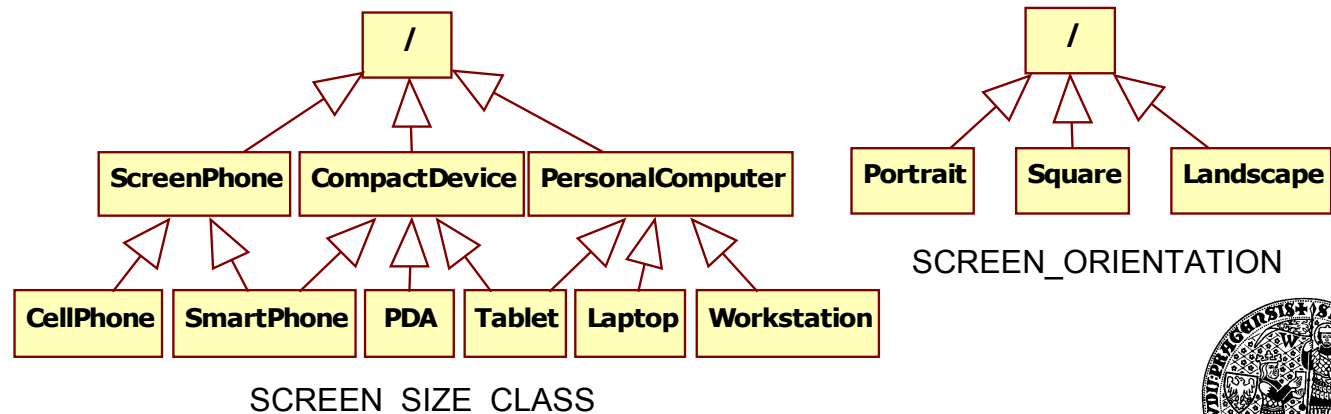 /
ScreenPhone CompactDevice PersonalComputer
CellPhone SmartPhone PDA Tablet Laptop Workstation
SCREEN_SIZE_CLASS
/
Portrait Square Landscape
SCREEN_ORIENTATION